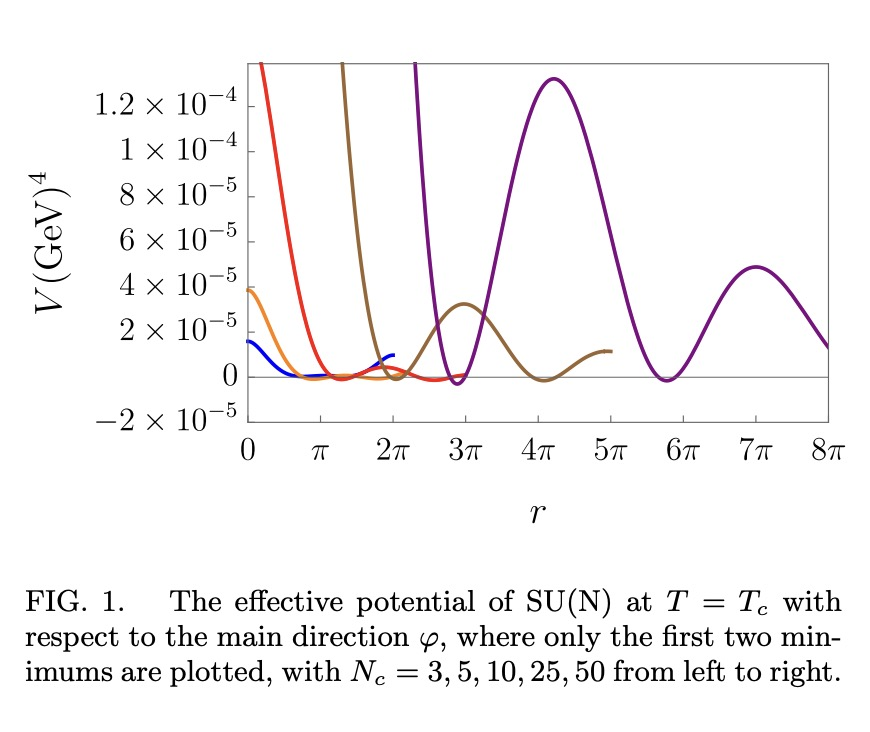 1.2 × 10⁻⁴
1 × 10⁻⁴
8 × 10⁻⁵
6 × 10⁻⁵
4 × 10⁻⁵
2 × 10⁻⁵
0
−2 × 10⁻⁵
V(GeV)⁴
0 π 2π 3π 4π 5π 6π 7π 8π
r
FIG. 1. The effective potential of SU(N) at T = T_c with
respect to the main direction φ, where only the first two min-
imums are plotted, with N_c = 3, 5, 10, 25, 50 from left to right.